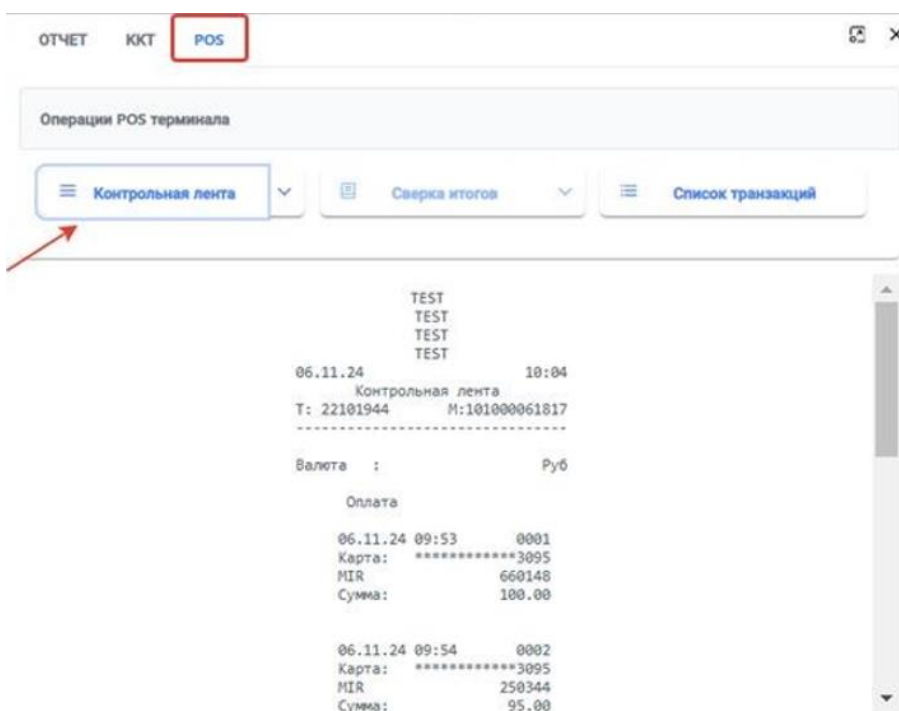 ОТЧЕТ ККТ POS
Операции POS терминала
Контрольная лента Сверка итогов Список транзакций
TEST
TEST
TEST
TEST
06.11.24 10:04
Контрольная лента
Т: 22101944 М:101000061817
--------------------------------
Валюта : Руб
Оплата
06.11.24 09:53 0001
Карта: ************3095
MIR 660148
Сумма: 100.00
06.11.24 09:54 0002
Карта: ************3095
MIR 250344
Сумма: 95.00